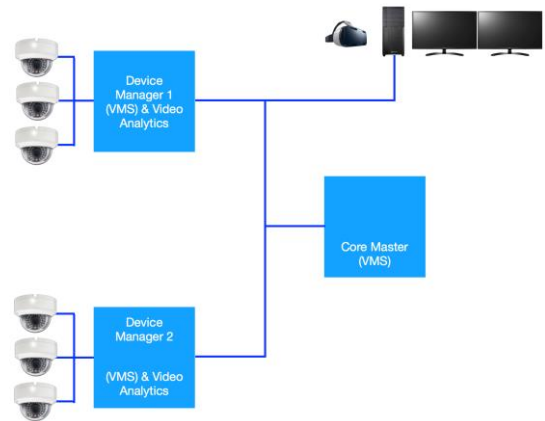 Device
Manager 1
(VMS) & Video
Analytics
Core Master
(VMS)
Device
Manager 2
(VMS) & Video
Analytics